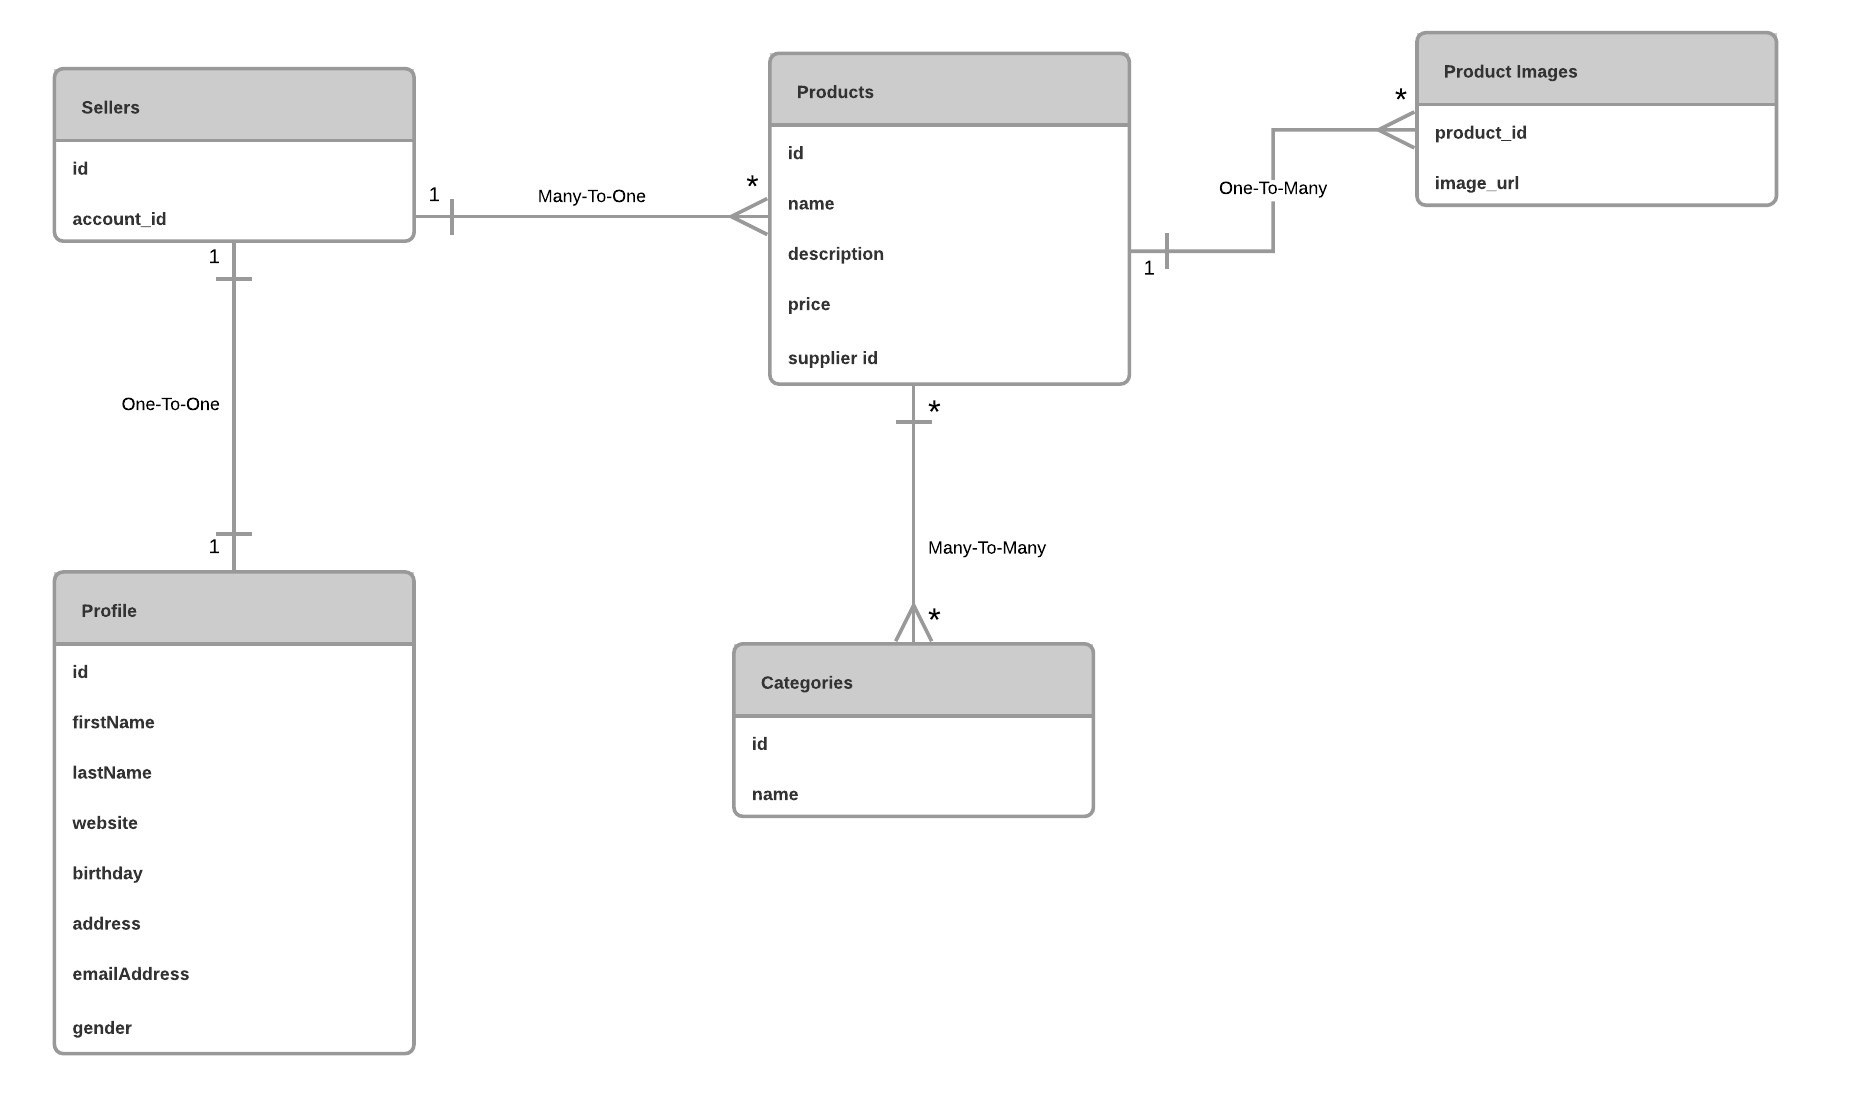 Sellers
id
account_id
1
Many-To-One
*
1
One-To-One
1
Products
id
name
description
price
supplier id
1
One-To-Many
*
Product Images
product_id
image_url
*
Many-To-Many
*
Profile
id
firstName
lastName
website
birthday
address
emailAddress
gender
Categories
id
name